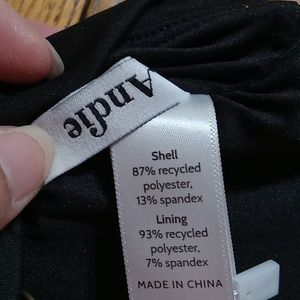 Andie
Shell
87% recycled
polyester,
13% spandex
Lining
93% recycled
polyester,
7% spandex
MADE IN CHINA